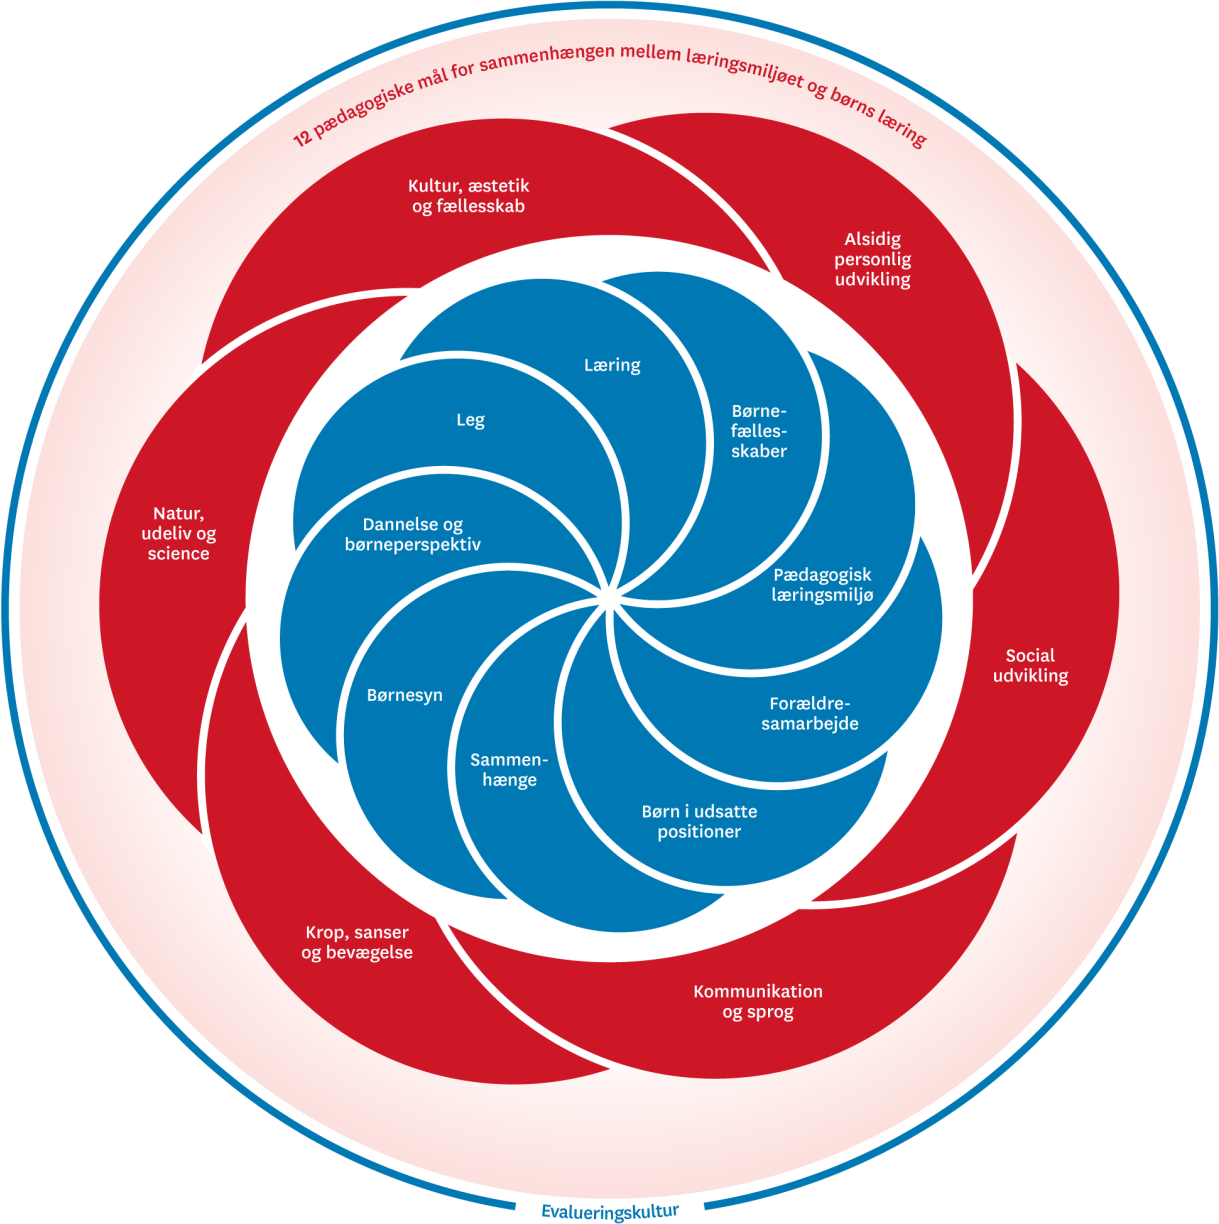 12 pædagogiske mål for sammenhængen mellem læringsmiljøet og børns læring
Kultur, æstetik
og fællesskab
Alsidig
personlig
udvikling
Social
udvikling
Kommunikation
og sprog
Krop, sanser
og bevægelse
Natur,
udeliv og
science
Læring
Børne-
fælles-
skaber
Pædagogisk
læringsmiljø
Forældre-
samarbejde
Børn i udsatte
positioner
Sammen-
hænge
Børnesyn
Dannelse og
børneperspektiv
Leg
Evalueringskultur